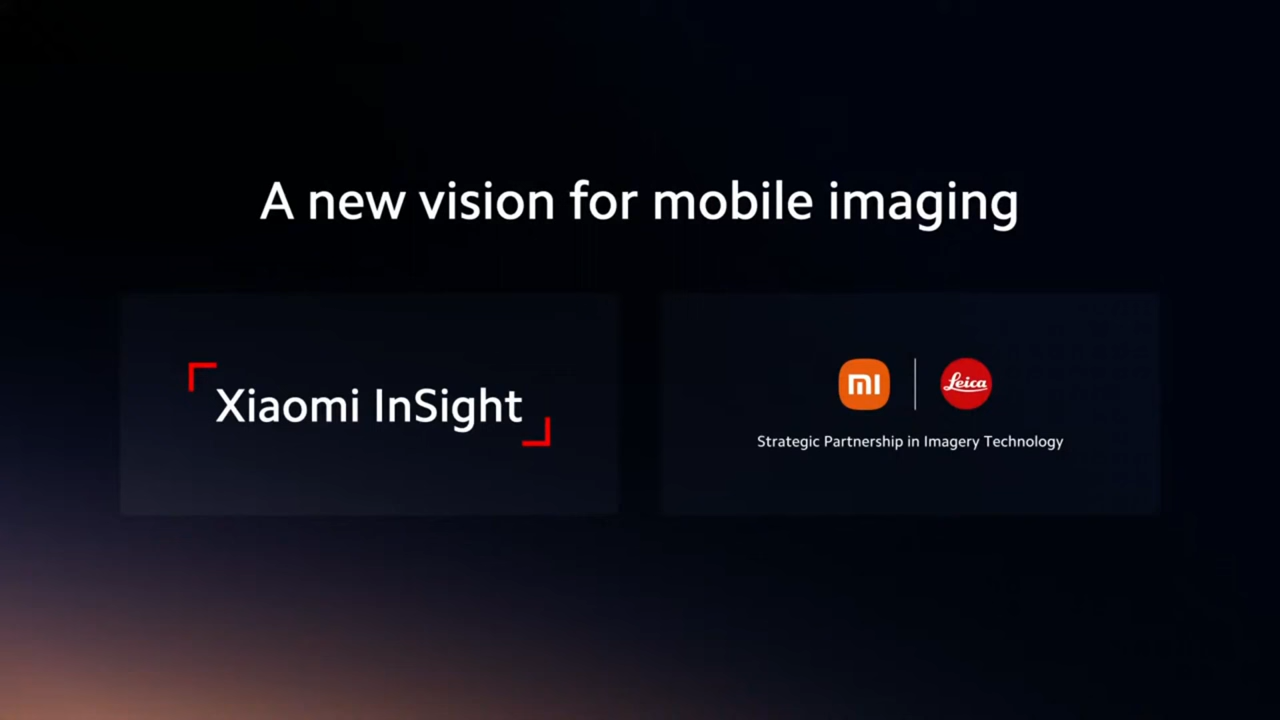 A new vision for mobile imaging
Xiaomi InSight
mi
Leica
Strategic Partnership in Imagery Technology